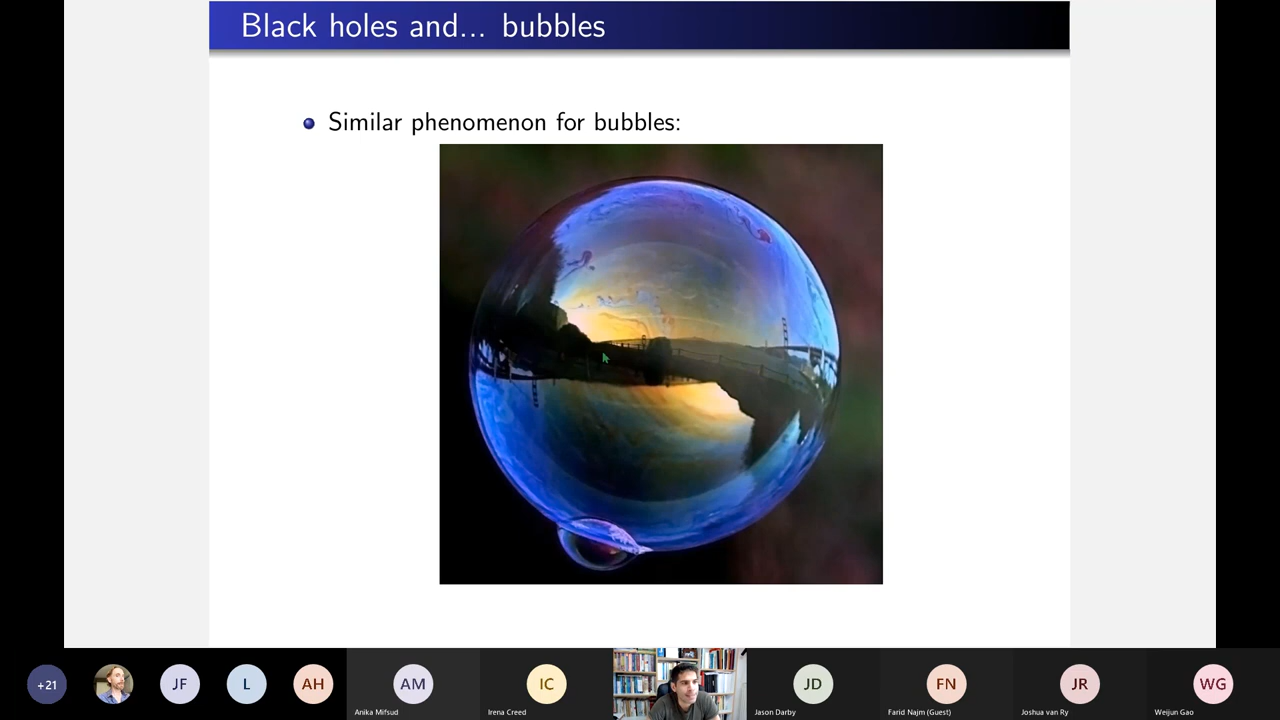 Black holes and... bubbles
Similar phenomenon for bubbles:
+21
JF
L
AH
AM
IC
JD
FN
JR
WG
Anika Mifsud
Irena Creed
Jason Darby
Farid Najm (Guest)
Joshua van Ry
Weijun Gao